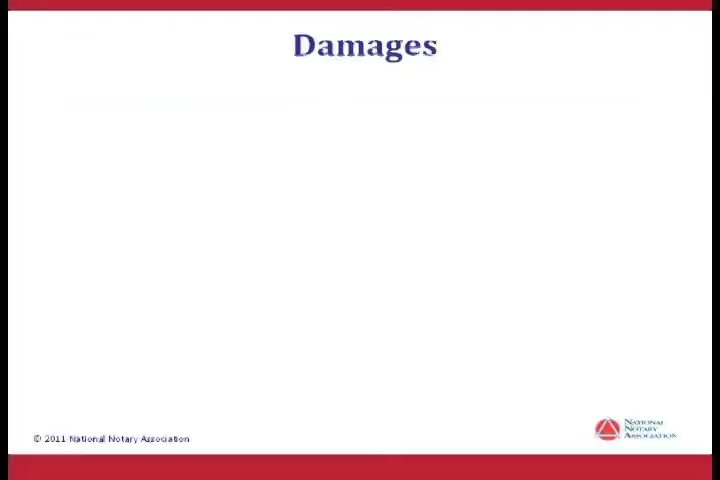 Damages
© 2011 National Notary Association
NATIONAL
NOTARY
ASSOCIATION